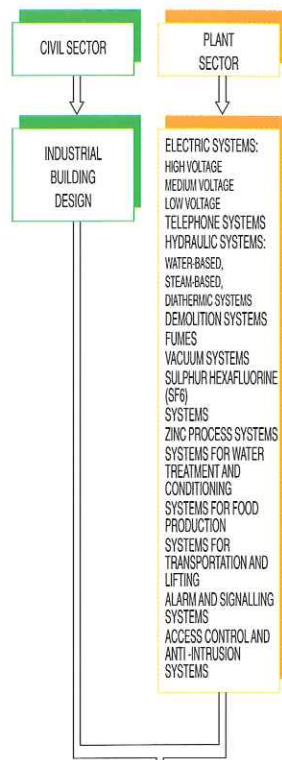 CIVIL SECTOR
PLANT
SECTOR
INDUSTRIAL
BUILDING
DESIGN
ELECTRIC SYSTEMS:
HIGH VOLTAGE
MEDIUM VOLTAGE
LOW VOLTAGE
TELEPHONE SYSTEMS
HYDRAULIC SYSTEMS:
WATER-BASED,
STEAM-BASED,
DIATHERMIC SYSTEMS
DEMOLITION SYSTEMS
FUMES
VACUUM SYSTEMS
SULPHUR HEXAFLUORINE
(SF6)
SYSTEMS
ZINC PROCESS SYSTEMS
SYSTEMS FOR WATER
TREATMENT AND
CONDITIONING
SYSTEMS FOR FOOD
PRODUCTION
SYSTEMS FOR
TRANSPORTATION AND
LIFTING
ALARM AND SIGNALLING
SYSTEMS
ACCESS CONTROL AND
ANTI -INTRUSION
SYSTEMS